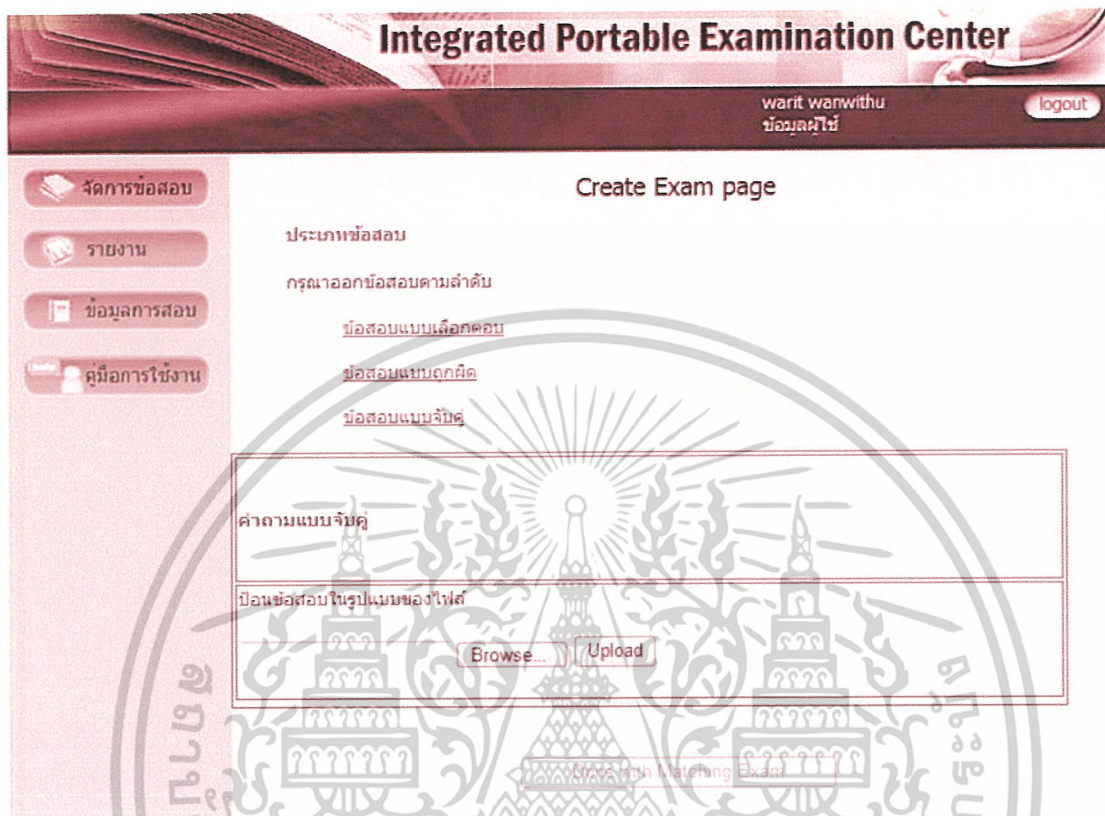 Integrated Portable Examination Center
warit wanwithu
ข้อมูลผู้ใช้
logout
จัดการข้อสอบ
รายงาน
ข้อมูลการสอบ
คู่มือการใช้งาน
Create Exam page
ประเภทข้อสอบ
กรุณาออกข้อสอบตามลำดับ
ข้อสอบแบบเลือกตอบ
ข้อสอบแบบถูกผิด
ข้อสอบแบบจับคู่
คำถามแบบจับคู่
ป้อนข้อสอบในรูปแบบของไฟล์
Browse...
Upload
Done with Matching Exam